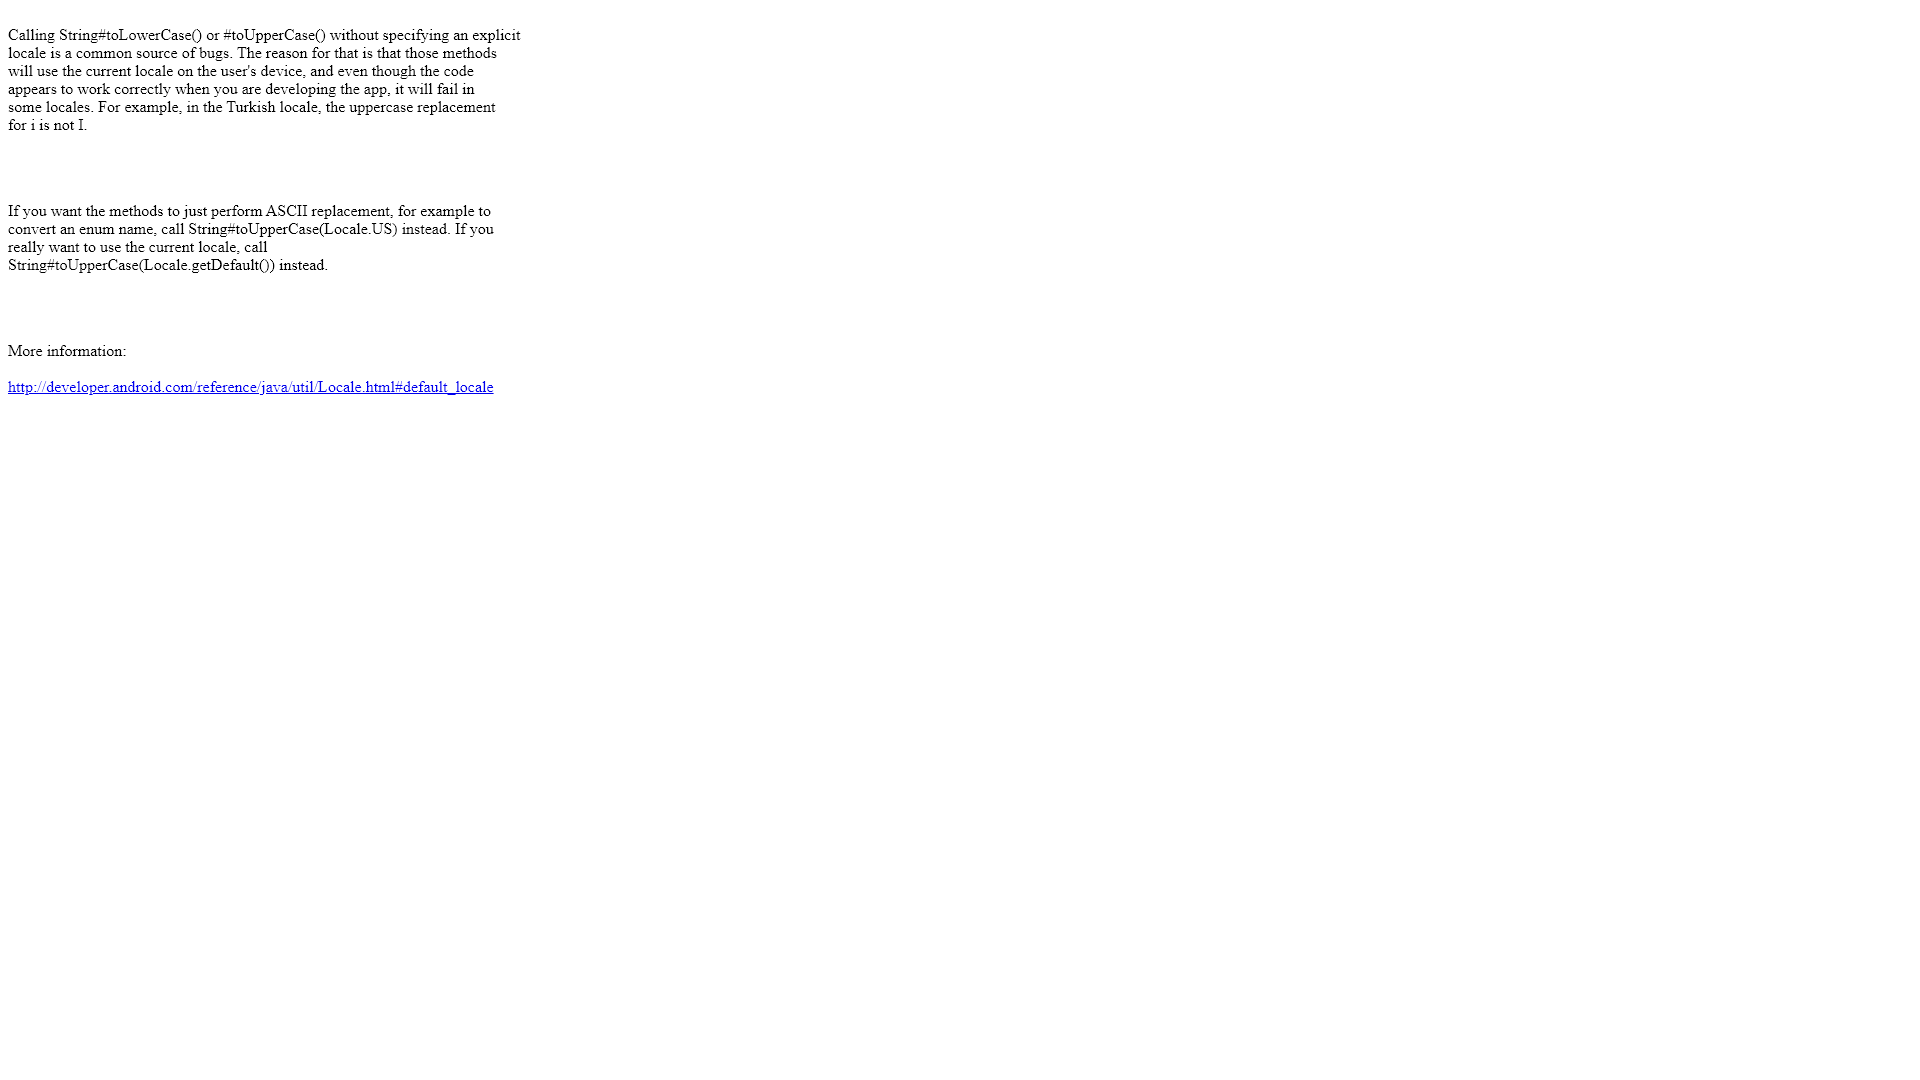 Calling String#toLowerCase() or #toUpperCase() without specifying an explicit
locale is a common source of bugs. The reason for that is that those methods
will use the current locale on the user's device, and even though the code
appears to work correctly when you are developing the app, it will fail in
some locales. For example, in the Turkish locale, the uppercase replacement
for i is not I.
If you want the methods to just perform ASCII replacement, for example to
convert an enum name, call String#toUpperCase(Locale.US) instead. If you
really want to use the current locale, call
String#toUpperCase(Locale.getDefault()) instead.
More information:
http://developer.android.com/reference/java/util/Locale.html#default_locale